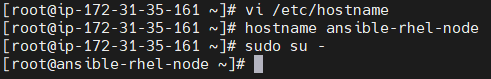 [root@ip-172-31-35-161 ~]# vi /etc/hostname
[root@ip-172-31-35-161 ~]# hostname ansible-rhel-node
[root@ip-172-31-35-161 ~]# sudo su -
[root@ansible-rhel-node ~]#